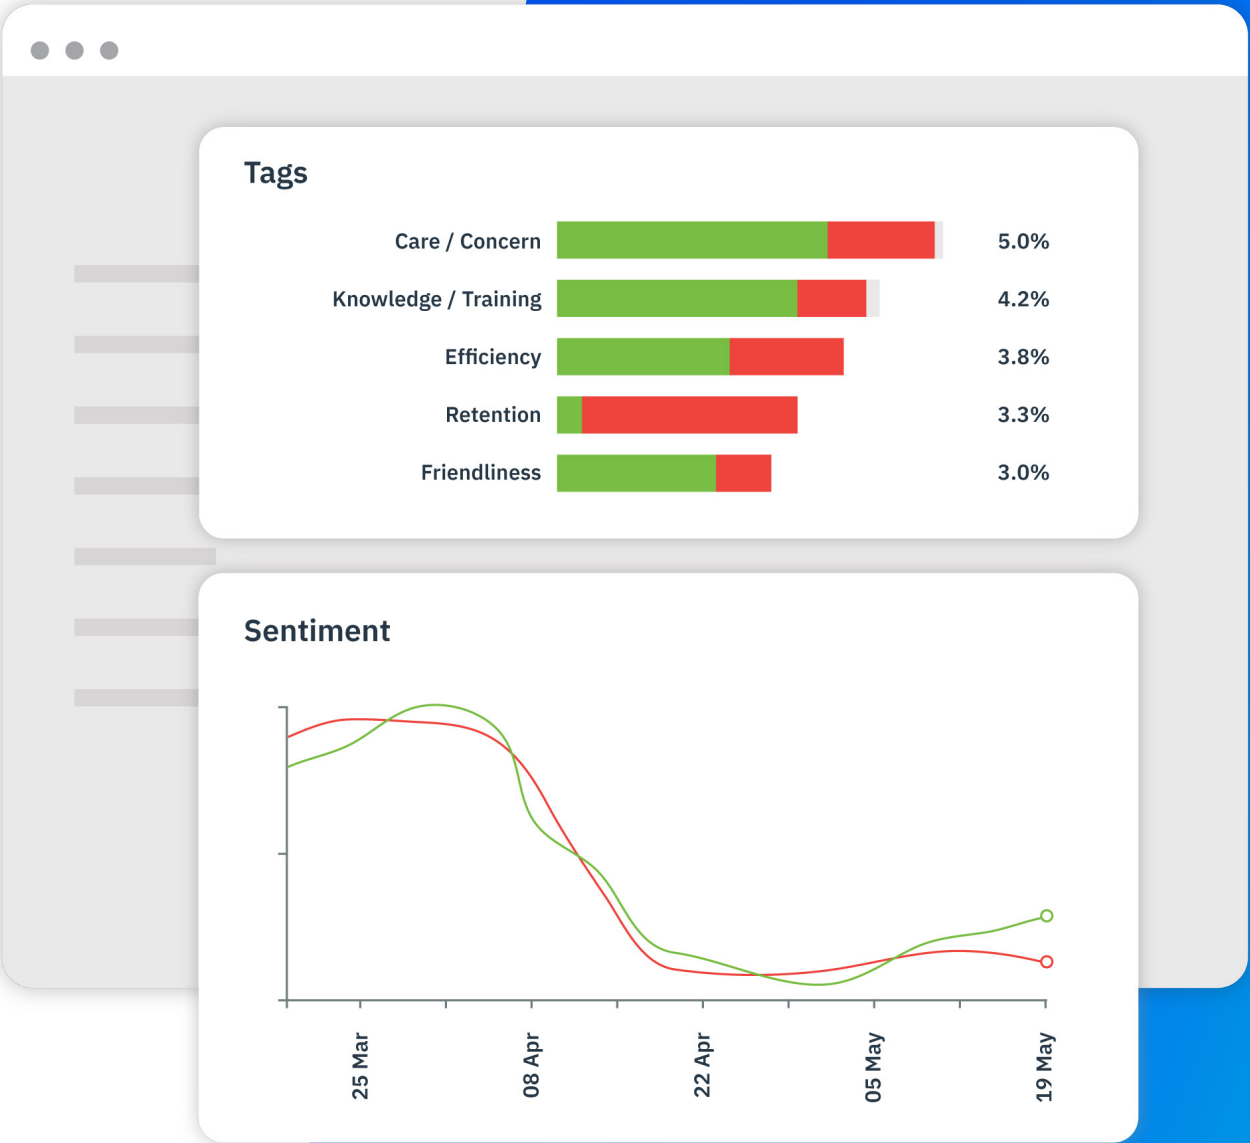 Tags
Care / Concern 5.0%
Knowledge / Training 4.2%
Efficiency 3.8%
Retention 3.3%
Friendliness 3.0%
Sentiment
25 Mar
08 Apr
22 Apr
05 May
19 May